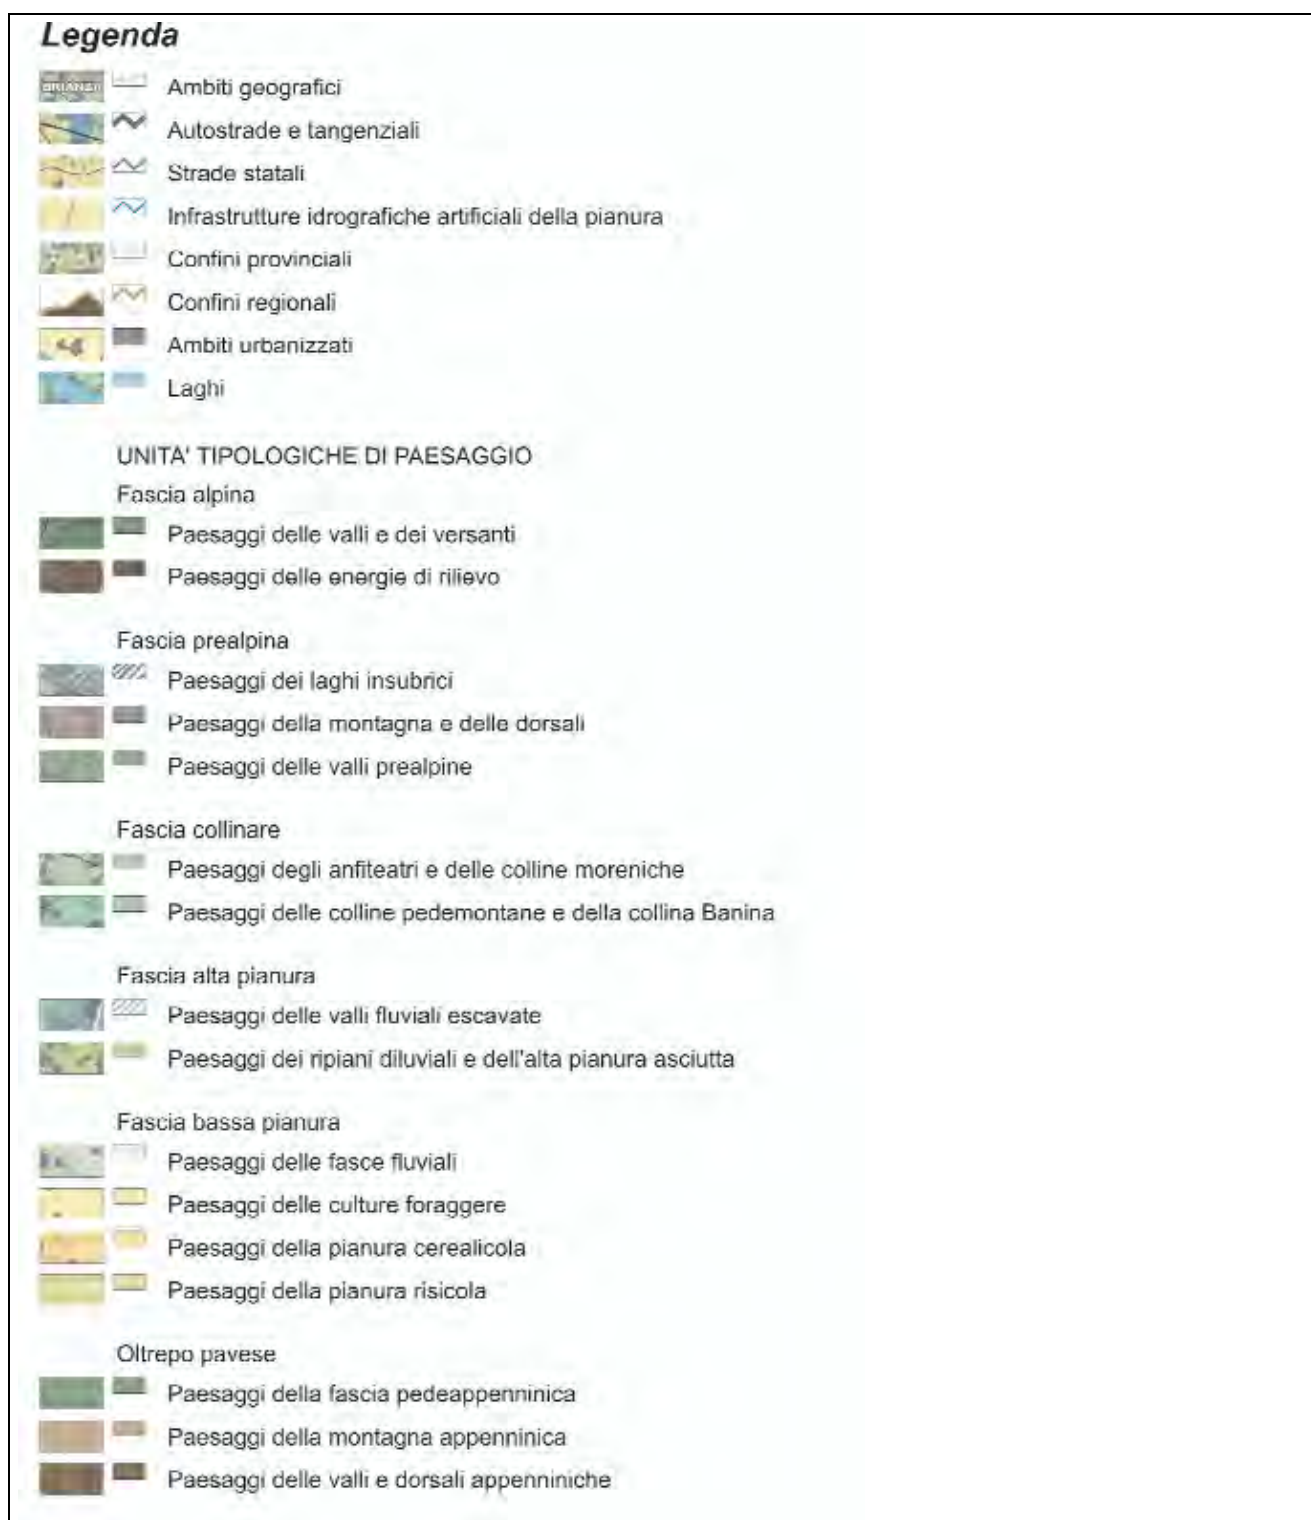 Legenda
BRIANZA
Ambiti geografici
Autostrade e tangenziali
Strade statali
Infrastrutture idrografiche artificiali della pianura
Confini provinciali
Confini regionali
Ambiti urbanizzati
Laghi
UNITA' TIPOLOGICHE DI PAESAGGIO
Fascia alpina
Paesaggi delle valli e dei versanti
Paesaggi delle energie di rilievo
Fascia prealpina
Paesaggi dei laghi insubrici
Paesaggi della montagna e delle dorsali
Paesaggi delle valli prealpine
Fascia collinare
Paesaggi degli anfiteatri e delle colline moreniche
Paesaggi delle colline pedemontane e della collina Banina
Fascia alta pianura
Paesaggi delle valli fluviali escavate
Paesaggi dei ripiani diluviali e dell'alta pianura asciutta
Fascia bassa pianura
Paesaggi delle fasce fluviali
Paesaggi delle culture foraggere
Paesaggi della pianura cerealicola
Paesaggi della pianura risicola
Oltrepo pavese
Paesaggi della fascia pedeappenninica
Paesaggi della montagna appenninica
Paesaggi delle valli e dorsali appenniniche